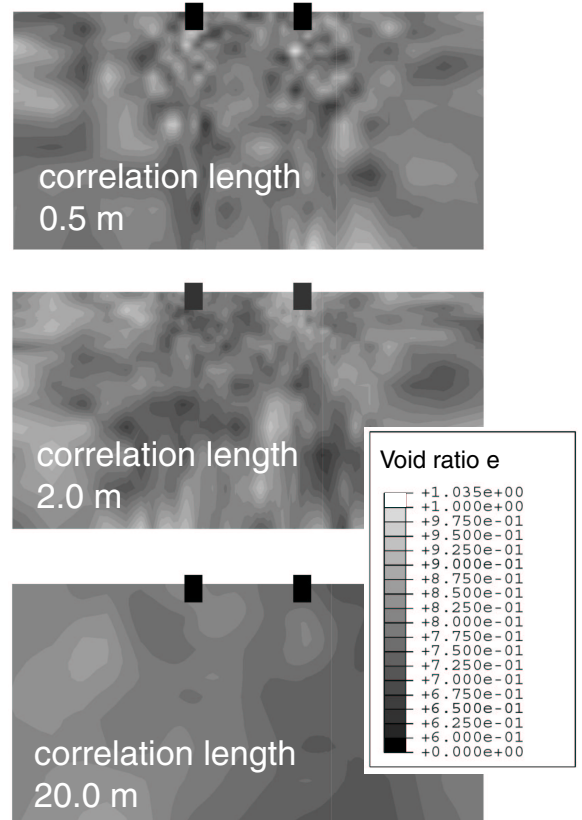 correlation length
0.5 m
correlation length
2.0 m
Void ratio e
+1.035e+00
+1.000e+00
+9.750e-01
+9.500e-01
+9.250e-01
+9.000e-01
+8.750e-01
+8.500e-01
+8.250e-01
+8.000e-01
+7.750e-01
+7.500e-01
+7.250e-01
+7.000e-01
+6.750e-01
+6.500e-01
+6.250e-01
+6.000e-01
+0.000e+00
correlation length
20.0 m